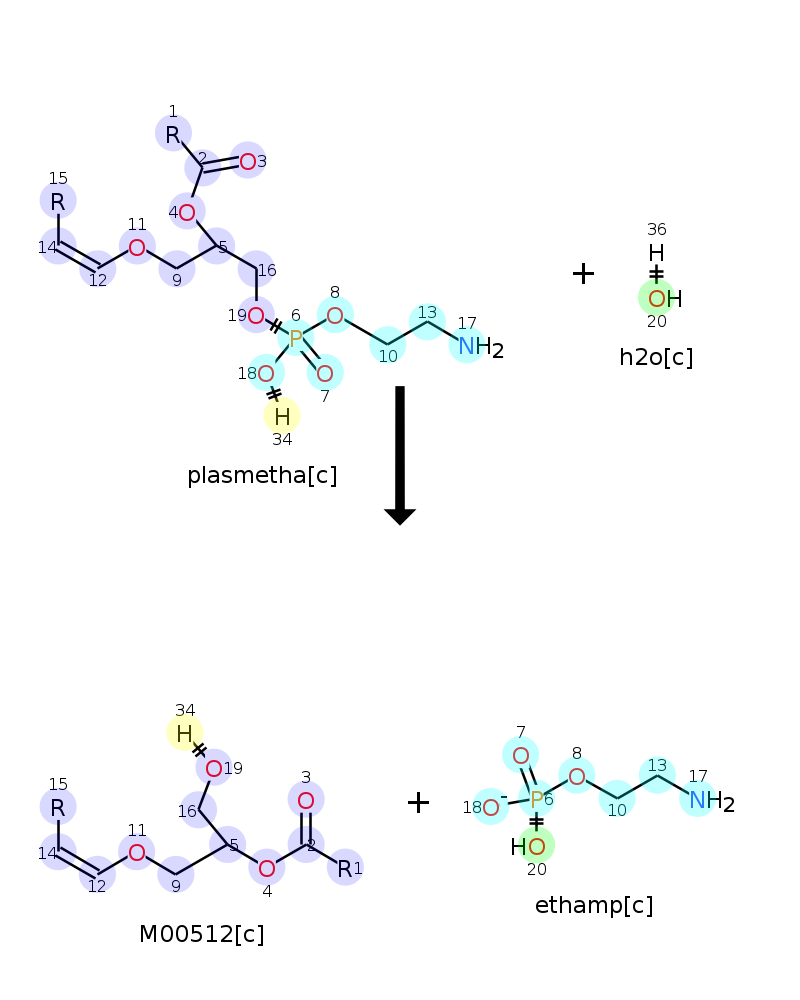 1
R
2
O 3
15
R
4 O
11
14
O
5
12
9
16
19 O
6
8
O
13
17
P
NH2
10
18 O
O
7
H
34
plasmetha[c]
+
36
H
OH
20
h2o[c]
34
H
O 19
15
R
16
3
O
11
14
O
5
2
12
9
O
R 1
4
M00512[c]
+
7
O
8
O
13
17
18 O -
P 6
10
NH2
HO
20
ethamp[c]